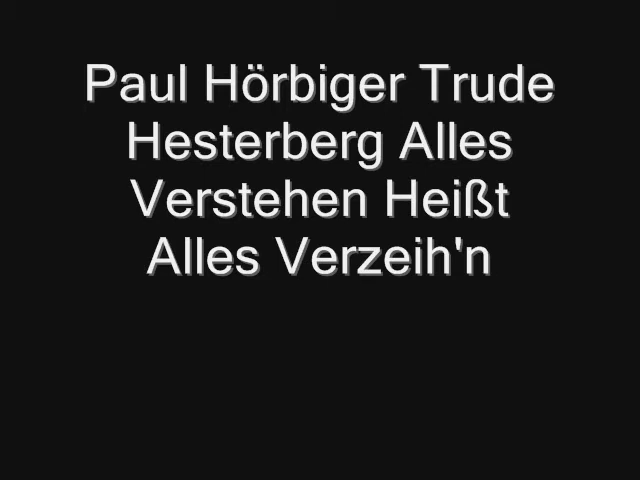 Paul Hörbiger Trude
Hesterberg Alles
Verstehen Heißt
Alles Verzeih'n